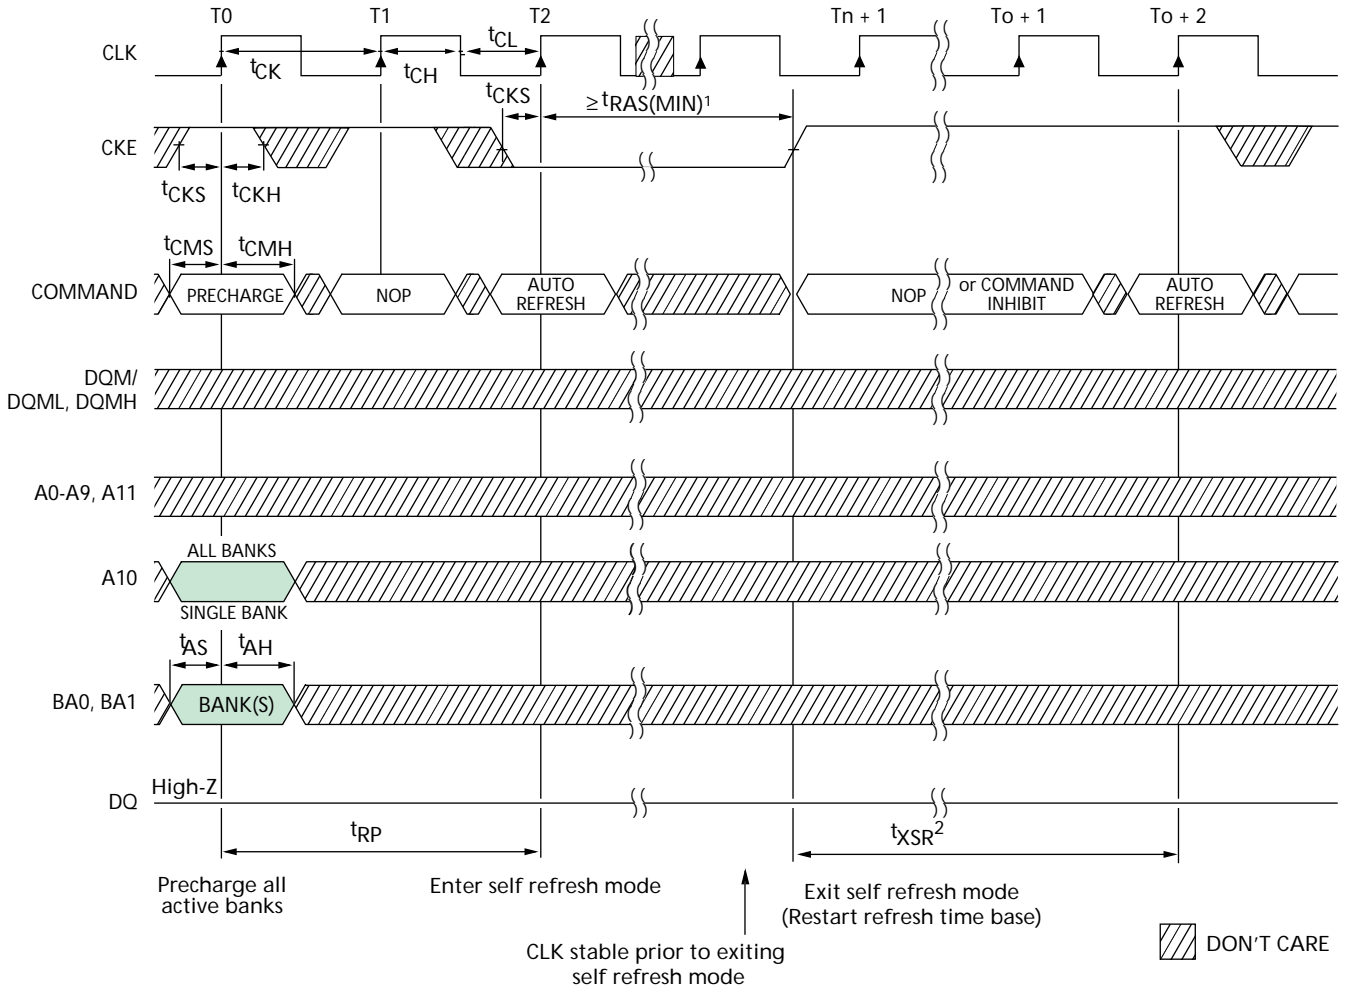 T0 T1 T2 Tn + 1 To + 1 To + 2
CLK
tCK tCH tCL
tCKS ≥tRAS(MIN)1
CKE
tCKS tCKH
tCMS tCMH
COMMAND PRECHARGE NOP AUTO REFRESH NOP or COMMAND INHIBIT AUTO REFRESH
DQM/
DQML, DQMH
A0-A9, A11
ALL BANKS
A10
SINGLE BANK
tAS tAH
BA0, BA1 BANK(S)
High-Z
DQ
tRP tXSR2
Precharge all
active banks
Enter self refresh mode
CLK stable prior to exiting
self refresh mode
Exit self refresh mode
(Restart refresh time base)
DON'T CARE